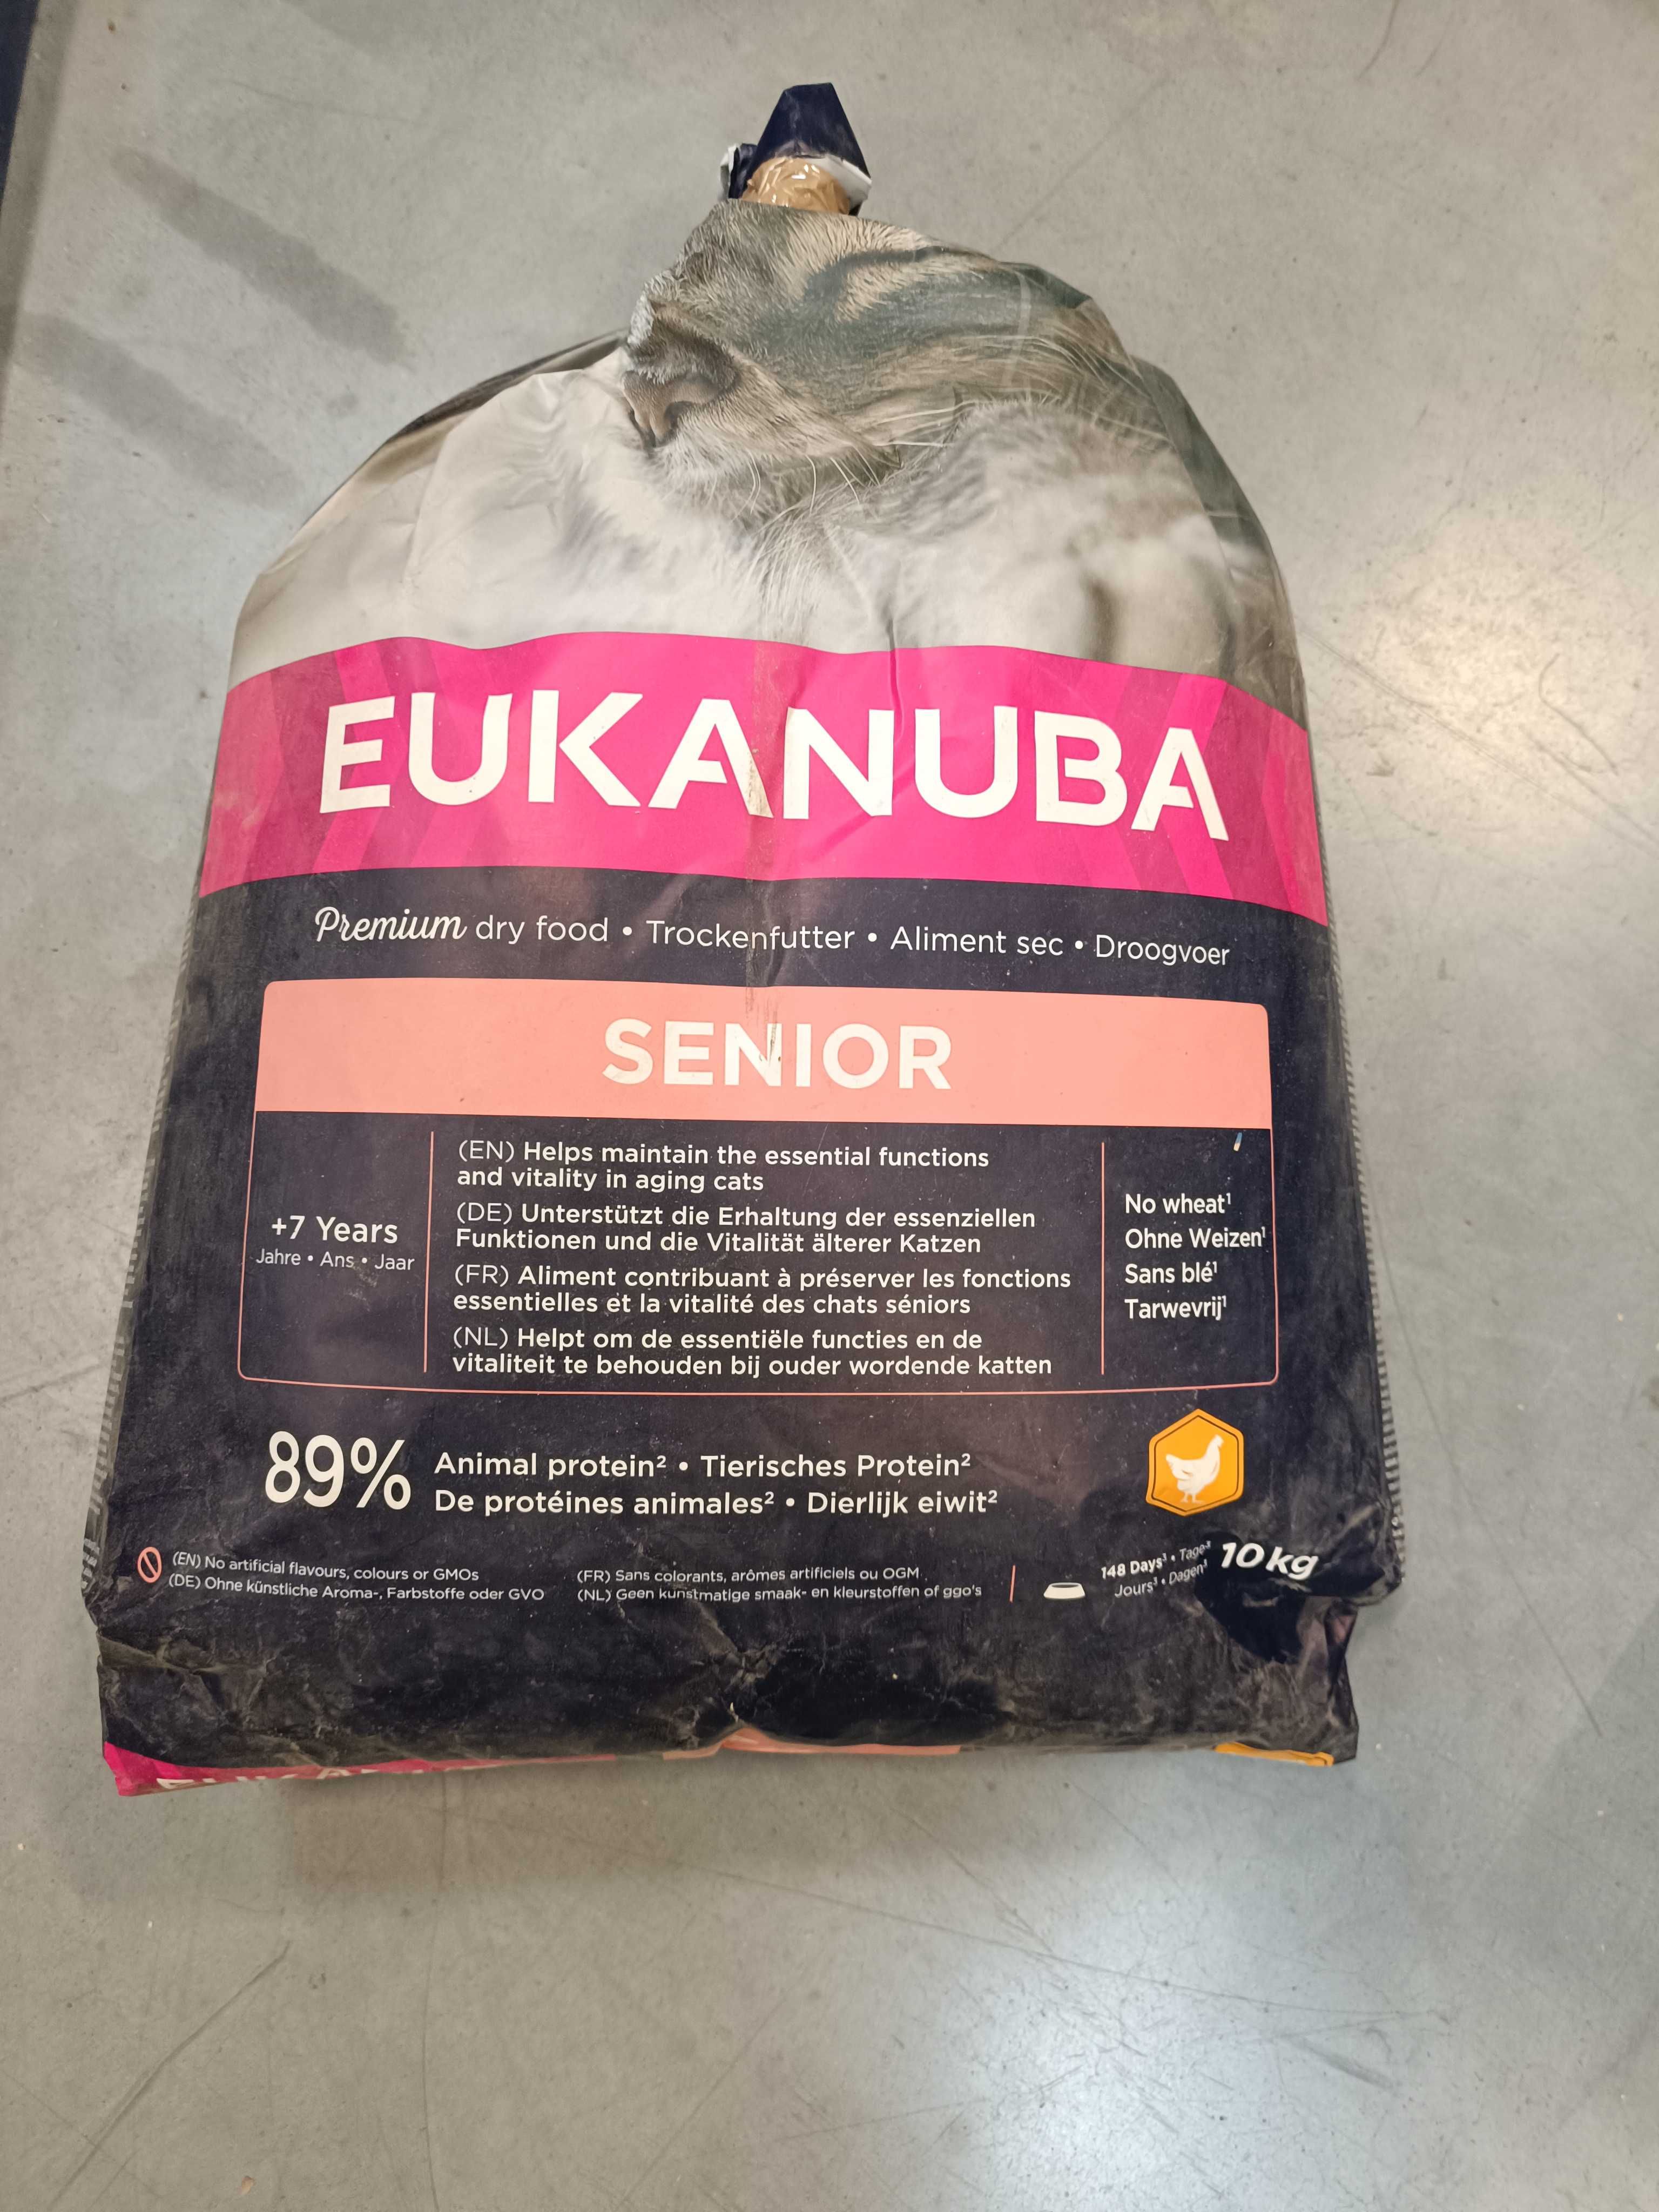 EUKANUBA
Premium dry food • Trockenfutter • Aliment sec • Droogvoer
SENIOR
+7 Years
Jahre • Ans • Jaar
(EN) Helps maintain the essential functions
and vitality in aging cats
(DE) Unterstützt die Erhaltung der essenziellen
Funktionen und die Vitalität älterer Katzen
(FR) Aliment contribuant à préserver les fonctions
essentielles et la vitalité des chats séniors
(NL) Helpt om de essentiële functies en de
vitaliteit te behouden bij ouder wordende katten
No wheat¹
Ohne Weizen¹
Sans blé¹
Tarwevrij¹
89%
Animal protein² • Tierisches Protein²
De protéines animales² • Dierlijk eiwit²
(EN) No artificial flavours, colours or GMOs
(DE) Ohne künstliche Aroma-, Farbstoffe oder GVO
(FR) Sans colorants, arômes artificiels ou OGM
(NL) Geen kunstmatige smaak- en kleurstoffen of ggo's
148 Days³ • Tage³
Jours³ • Dagen³
10 kg